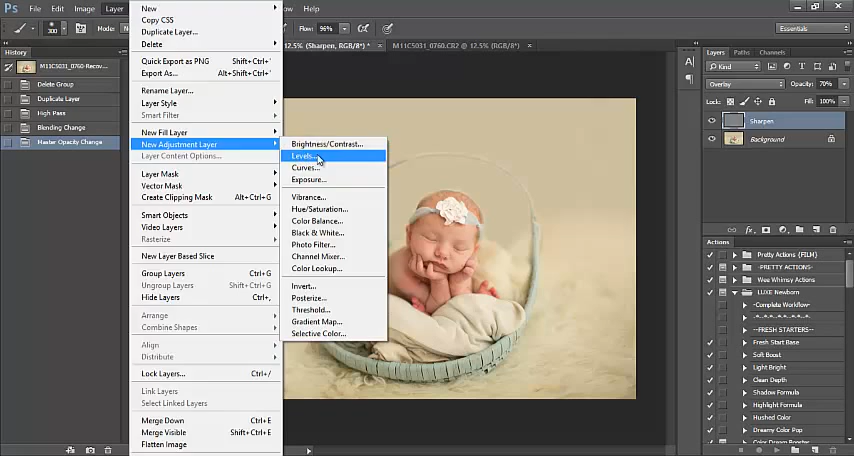 Ps File Edit Image Layer ndow Help
300 Mode: No Flow: 96% Essentials
12.5% (Sharpen, RGB/8*) * × M11C5031_0760.CR2 @ 12.5% (RGB/8*) ×
History
M11C5031_0760-Recov...
Delete Group
Duplicate Layer
High Pass
Blending Change
Master Opacity Change
New
Copy CSS
Duplicate Layer...
Delete
Quick Export as PNG Shift+Ctrl+'
Export As... Alt+Shift+Ctrl+'
Rename Layer...
Layer Style
Smart Filter
New Fill Layer
New Adjustment Layer
Layer Content Options...
Layer Mask
Vector Mask
Create Clipping Mask Alt+Ctrl+G
Smart Objects
Video Layers
Rasterize
New Layer Based Slice
Group Layers Ctrl+G
Ungroup Layers Shift+Ctrl+G
Hide Layers Ctrl+,
Arrange
Combine Shapes
Align
Distribute
Lock Layers... Ctrl+/
Link Layers
Select Linked Layers
Merge Down Ctrl+E
Merge Visible Shift+Ctrl+E
Flatten Image
Brightness/Contrast...
Levels...
Curves...
Exposure...
Vibrance...
Hue/Saturation...
Color Balance...
Black & White...
Photo Filter...
Channel Mixer...
Color Lookup...
Invert...
Posterize...
Threshold...
Gradient Map...
Selective Color...
Layers Paths Channels
Kind
Overlay Opacity: 70%
Lock: Fill: 100%
Sharpen
Background
Actions
Pretty Actions (FILM)
-PRETTY ACTIONS-
Wee Whimsy Actions
LUXE Newborn
-Complete Workflow-
--FRESH STARTERS--
Fresh Start Base
Soft Boost
Light Bright
Clean Depth
Shadow Formula
Highlight Formula
Hushed Color
Dreamy Color Pop
Color Dream Booster